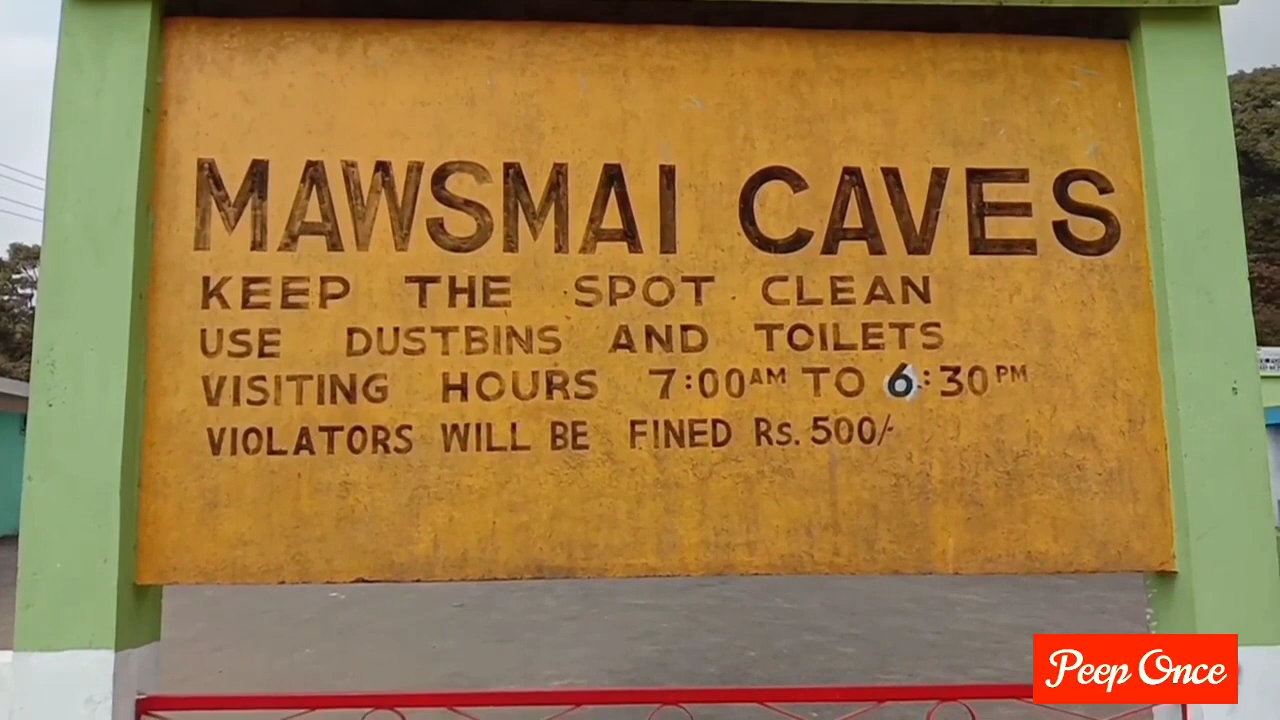 MAWSMAI CAVES
KEEP THE SPOT CLEAN
USE DUSTBINS AND TOILETS
VISITING HOURS 7:00AM TO 6:30PM
VIOLATORS WILL BE FINED Rs. 500/-
Peep Once